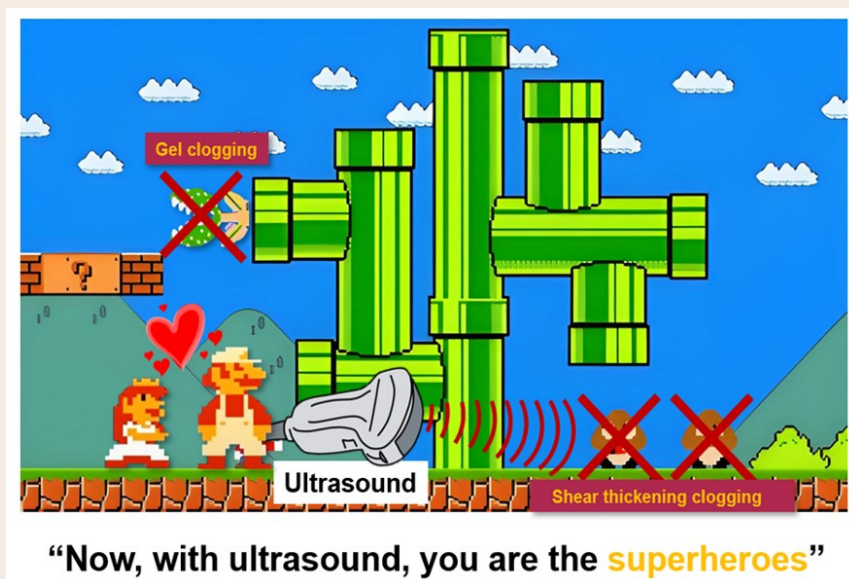 Gel clogging
?
Ultrasound
Shear thickening clogging
“Now, with ultrasound, you are the superheroes”